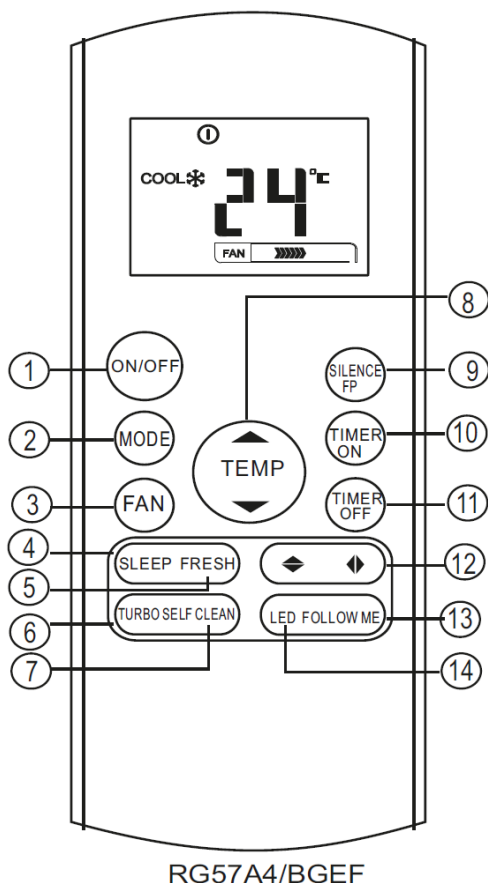 COOL 24°C
FAN
8
1 ON/OFF
SILENCE
FP 9
2 MODE
TIMER
ON 10
TEMP
3 FAN
TIMER
OFF 11
4 SLEEP FRESH
12
5
6 TURBO SELF CLEAN
LED FOLLOW ME 13
7
14
RG57A4/BGEF